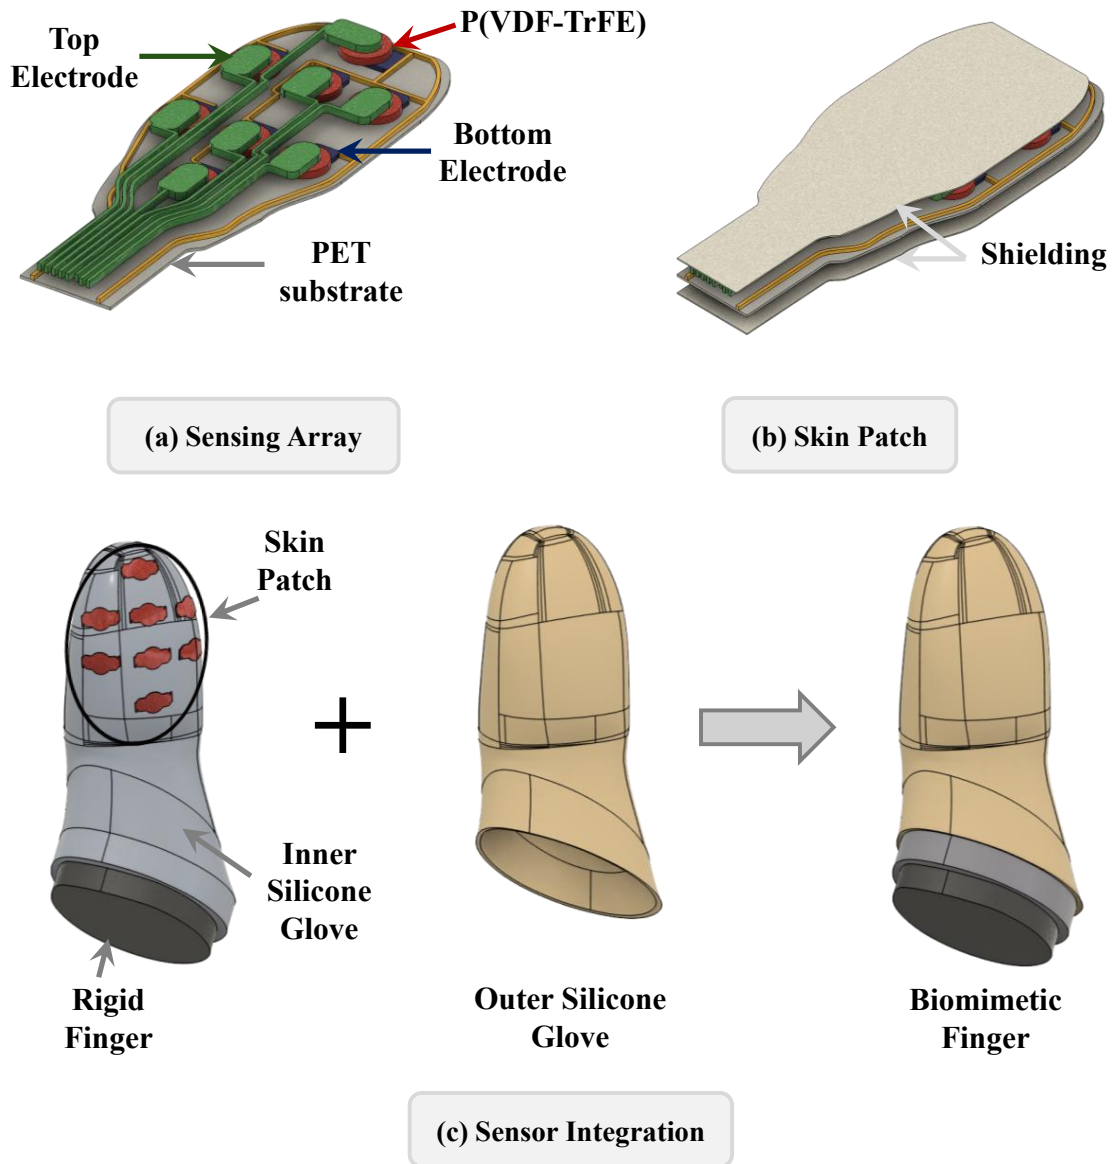 P(VDF-TrFE)
Top
Electrode
Bottom
Electrode
PET
substrate
Shielding
(a) Sensing Array
(b) Skin Patch
Skin
Patch
Inner
Silicone
Glove
Rigid
Finger
Outer Silicone
Glove
Biomimetic
Finger
(c) Sensor Integration